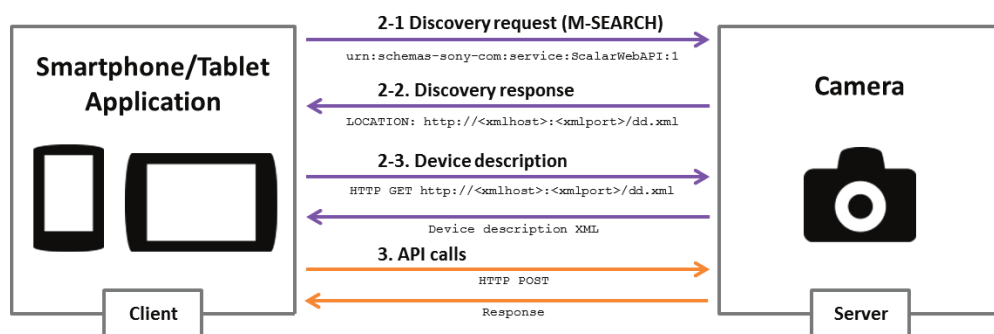 2-1 Discovery request (M-SEARCH)
urn:schemas-sony-com:service:ScalarWebAPI:1
Smartphone/Tablet
Application
2-2. Discovery response
LOCATION: http://<xmlhost>:<xmlport>/dd.xml
Camera
2-3. Device description
HTTP GET http://<xmlhost>:<xmlport>/dd.xml
Device description XML
3. API calls
HTTP POST
Response
Client
Server